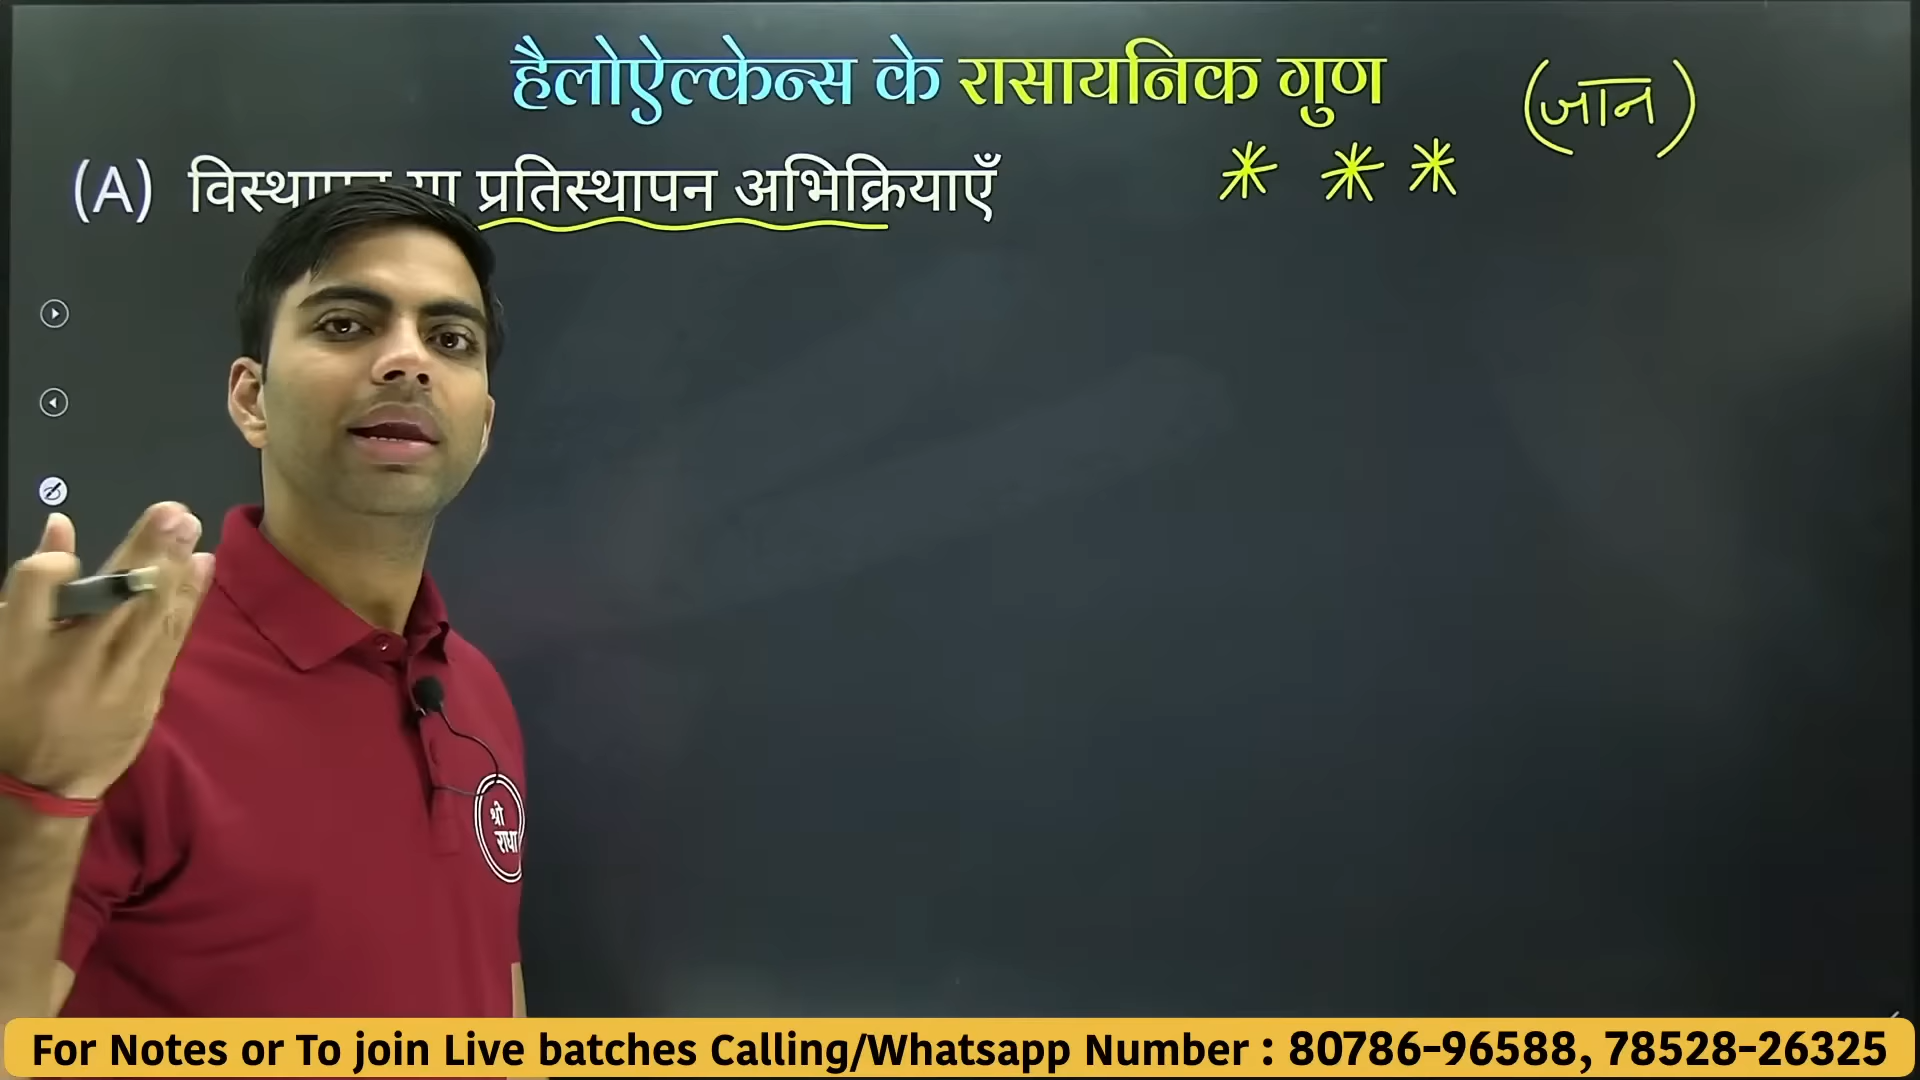 हैलोऐल्केन्स के रासायनिक गुण
(जान)
(A) विस्थापन या प्रतिस्थापन अभिक्रियाएँ
श्री
राधा
For Notes or To join Live batches Calling/Whatsapp Number : 80786-96588, 78528-26325